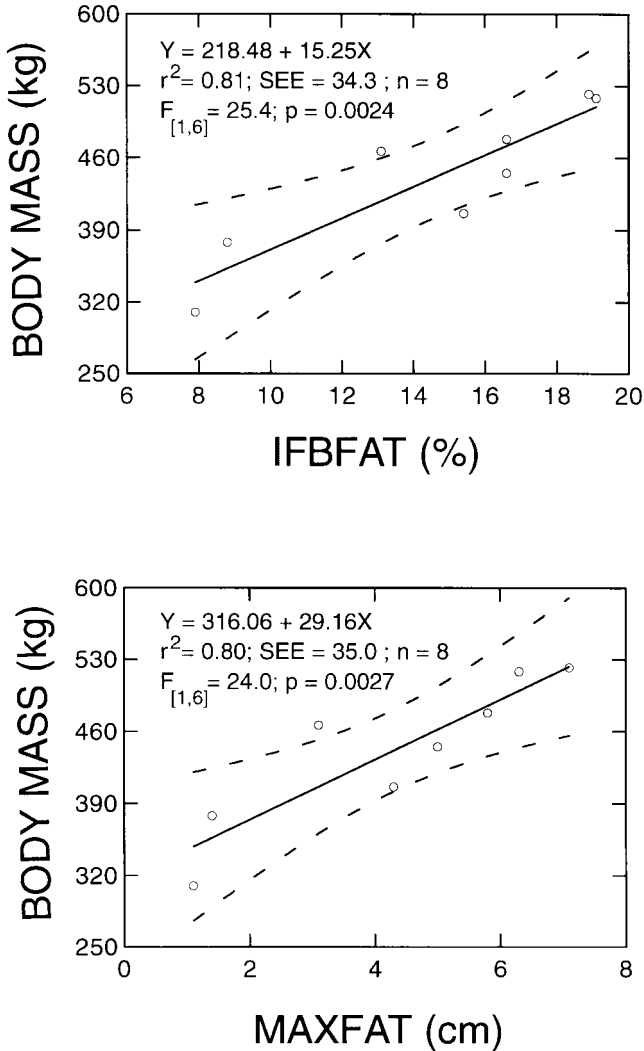 600
Y = 218.48 + 15.25X
r²= 0.81; SEE = 34.3 ; n = 8
F[1,6] = 25.4; p = 0.0024
530
460
390
320
250
BODY MASS (kg)
6 8 10 12 14 16 18 20
IFBFAT (%)
600
Y = 316.06 + 29.16X
r²= 0.80; SEE = 35.0 ; n = 8
F[1,6] = 24.0; p = 0.0027
530
460
390
320
250
BODY MASS (kg)
0 2 4 6 8
MAXFAT (cm)